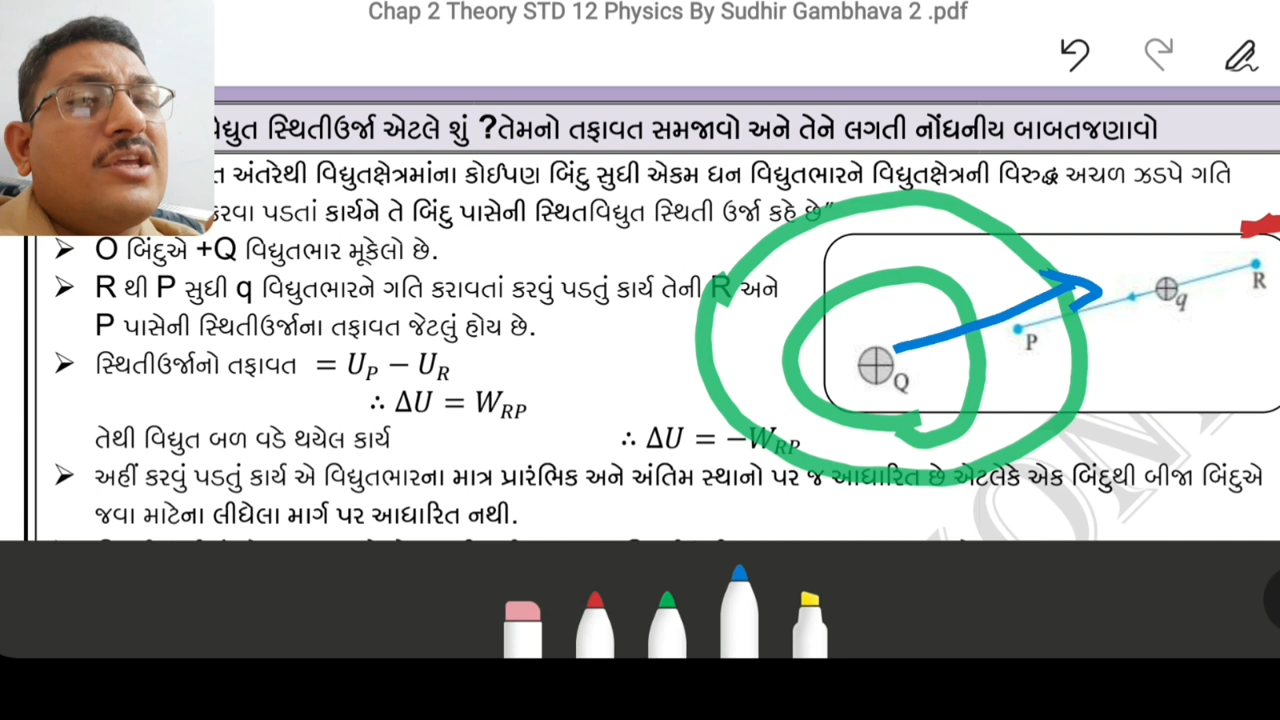 Chap 2 Theory STD 12 Physics By Sudhir Gambhava 2 .pdf
સ્થિતીઉર્જા એટલે શું ?તેમનો તફાવત સમજાવો અને તેને લગતી નોંધનીય બાબતજણાવો
અંતરેથી વિદ્યુતક્ષેત્રમાંના કોઈપણ બિંદુ સુધી એકમ ધન વિદ્યુતભારને વિદ્યુતક્ષેત્રની વિરુદ્ધ અચળ ઝડપે ગતિ
કરવા પડતાં કાર્યને તે બિંદુ પાસેની સ્થિતવિદ્યુત સ્થિતી ઉર્જા કહે છે”
➤ O બિંદુએ +Q વિદ્યુતભાર મૂકેલો છે.
➤ R થી P સુધી q વિદ્યુતભારને ગતિ કરાવતાં કરવું પડતું કાર્ય તેની R અને
P પાસેની સ્થિતીઉર્જાના તફાવત જેટલું હોય છે.
➤ સ્થિતીઉર્જાનો તફાવત = U_P − U_R
∴ ΔU = W_RP
તેથી વિદ્યુત બળ વડે થયેલ કાર્ય ∴ ΔU = −W_RP
➤ અહીં કરવું પડતું કાર્ય એ વિદ્યુતભારના માત્ર પ્રારંભિક અને અંતિમ સ્થાનો પર જ આધારિત છે એટલેકે એક બિંદુથી બીજા બિંદુએ
જવા માટેના લીધેલા માર્ગ પર આધારિત નથી.
R
q
P
Q